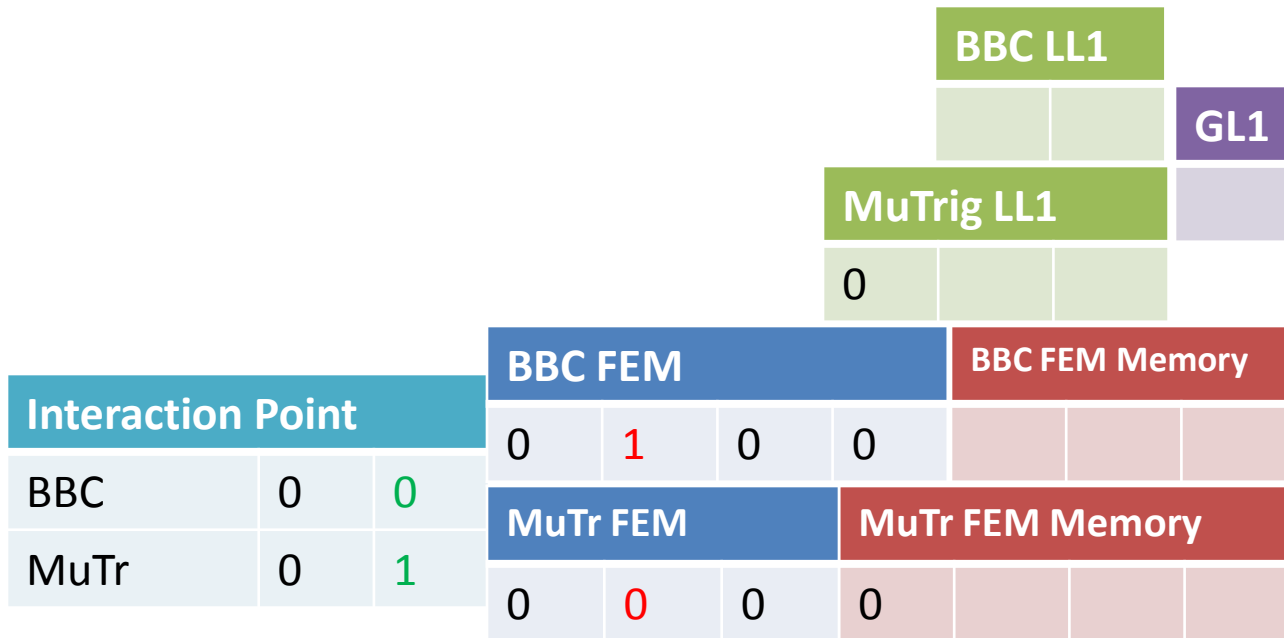 BBC LL1
GL1
MuTrig LL1
0
BBC FEM BBC FEM Memory
Interaction Point
0 1 0 0
BBC 0 0
MuTr FEM MuTr FEM Memory
MuTr 0 1
0 0 0 0